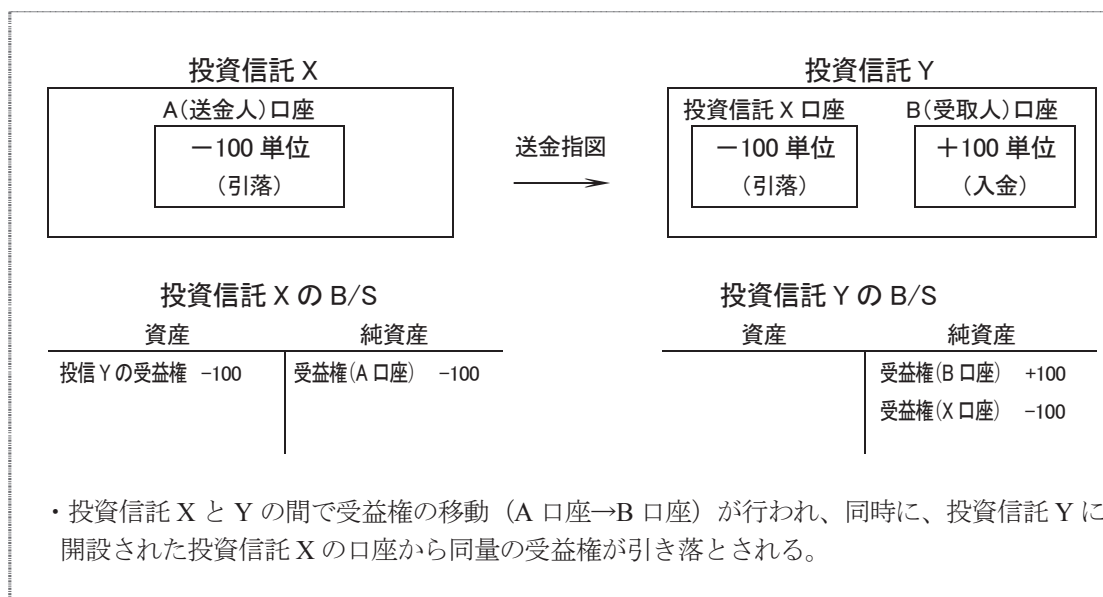 投資信託 X
投資信託 Y
A(送金人)口座
－100 単位
(引落)
送金指図
投資信託 X 口座
－100 単位
(引落)
B(受取人)口座
＋100 単位
(入金)
投資信託 X の B/S
資産 純資産
投信 Y の受益権 -100 受益権(A 口座) -100
投資信託 Y の B/S
資産 純資産
受益権(B 口座) +100
受益権(X 口座) -100
・投資信託 X と Y の間で受益権の移動（A 口座→B 口座）が行われ、同時に、投資信託 Y に
開設された投資信託 X の口座から同量の受益権が引き落とされる。